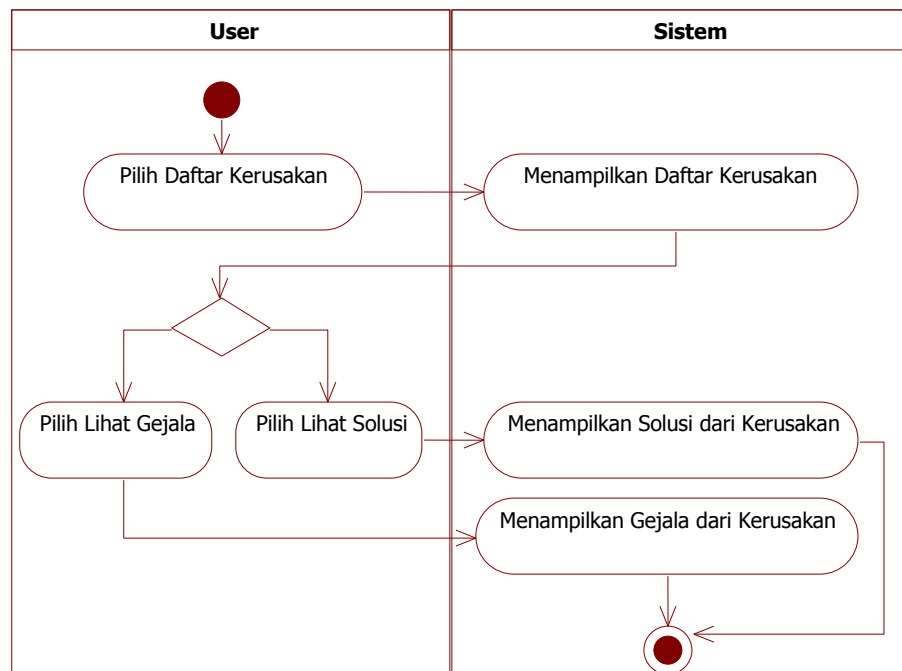 User
Sistem
Pilih Daftar Kerusakan
Menampilkan Daftar Kerusakan
Pilih Lihat Gejala
Pilih Lihat Solusi
Menampilkan Solusi dari Kerusakan
Menampilkan Gejala dari Kerusakan